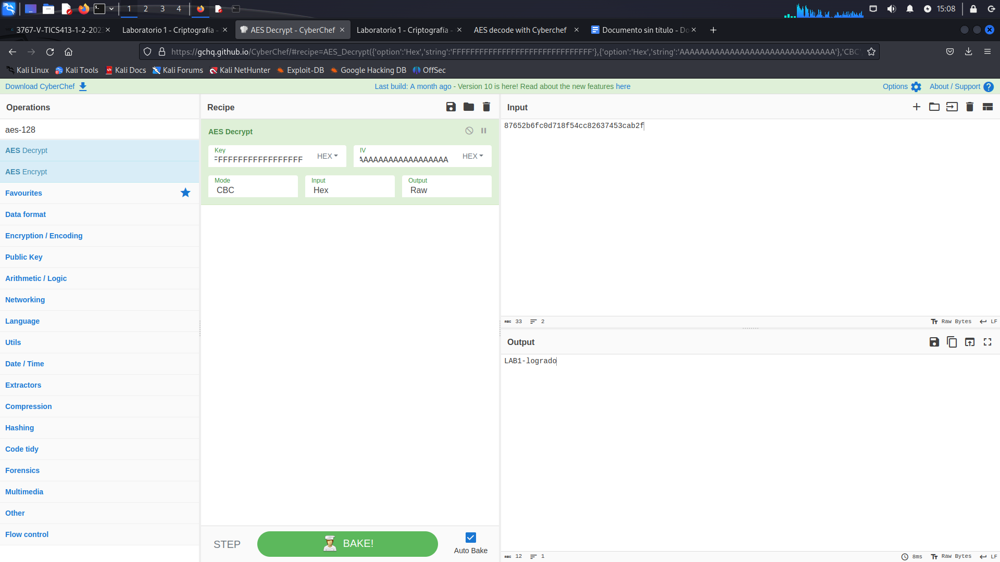 1 2 3 4 15:08
3767-V-TICS413-1-2-202
Laboratorio 1 - Criptografía -
AES Decrypt - CyberChef
Laboratorio 1 - Criptografía -
AES decode with Cyberchef
Documento sin título - Do
https://gchq.github.io/CyberChef/#recipe=AES_Decrypt({'option':'Hex','string':'FFFFFFFFFFFFFFFFFFFFFFFFFFFFFFFF'},{'option':'Hex','string':'AAAAAAAAAAAAAAAAAAAAAAAAAAAAAAAA'},'CBC',
Kali Linux Kali Tools Kali Docs Kali Forums Kali NetHunter Exploit-DB Google Hacking DB OffSec
Download CyberChef
Last build: A month ago - Version 10 is here! Read about the new features here
Options
About / Support
Operations
aes-128
AES Decrypt
AES Encrypt
Favourites
Data format
Encryption / Encoding
Public Key
Arithmetic / Logic
Networking
Language
Utils
Date / Time
Extractors
Compression
Hashing
Code tidy
Forensics
Multimedia
Other
Flow control
Recipe
AES Decrypt
Key
FFFFFFFFFFFFFFFFF
HEX
IV
AAAAAAAAAAAAAAAAA
HEX
Mode
CBC
Input
Hex
Output
Raw
STEP
BAKE!
Auto Bake
Input
87652b6fc0d718f54cc82637453cab2f
ABC 33 2
Raw Bytes LF
Output
LAB1-logrado
ABC 12 1
8ms Raw Bytes LF